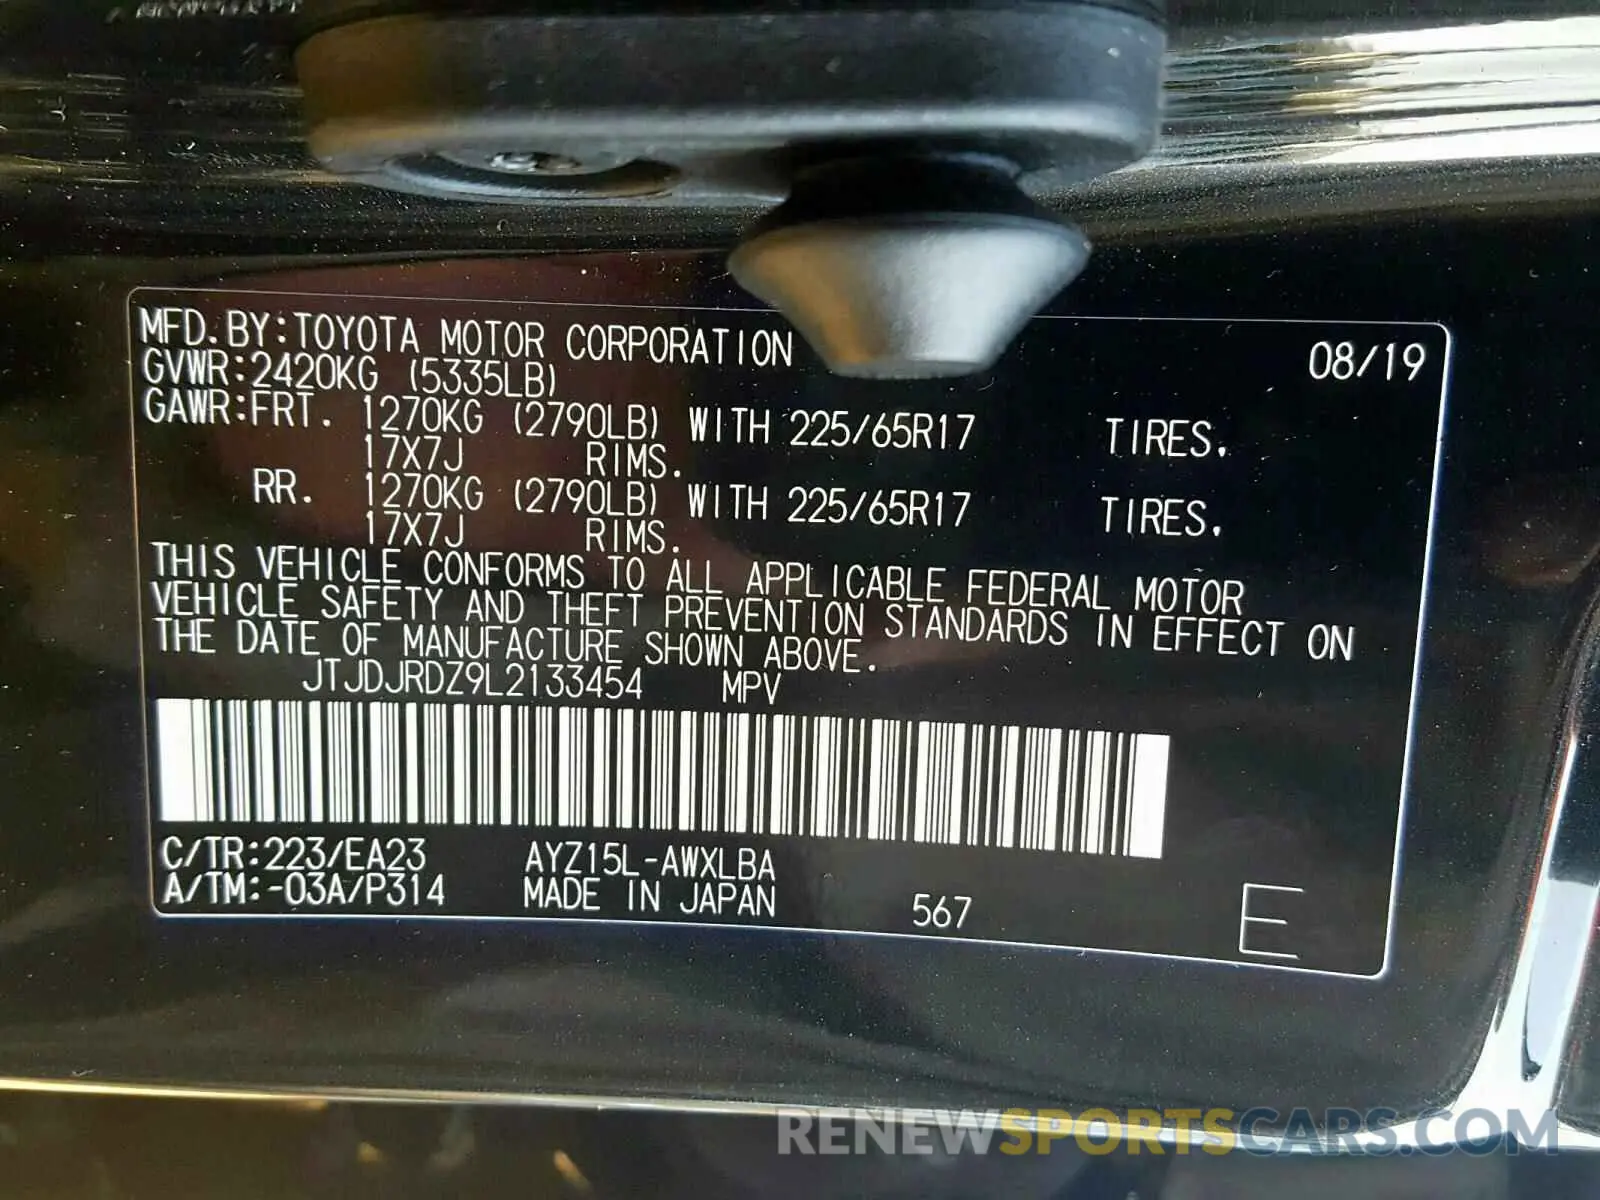 MFD. BY:TOYOTA MOTOR CORPORATION 08/19
GVWR:2420KG (5335LB)
GAWR:FRT. 1270KG (2790LB) WITH 225/65R17 TIRES.
17X7J RIMS.
RR. 1270KG (2790LB) WITH 225/65R17 TIRES.
17X7J RIMS.
THIS VEHICLE CONFORMS TO ALL APPLICABLE FEDERAL MOTOR
VEHICLE SAFETY AND THEFT PREVENTION STANDARDS IN EFFECT ON
THE DATE OF MANUFACTURE SHOWN ABOVE.
JTJDJRDZ9L2133454 MPV
C/TR:223/EA23 AYZ15L-AWXLBA
A/TM:-03A/P314 MADE IN JAPAN 567 E
RENEWSPORTSCARS.COM